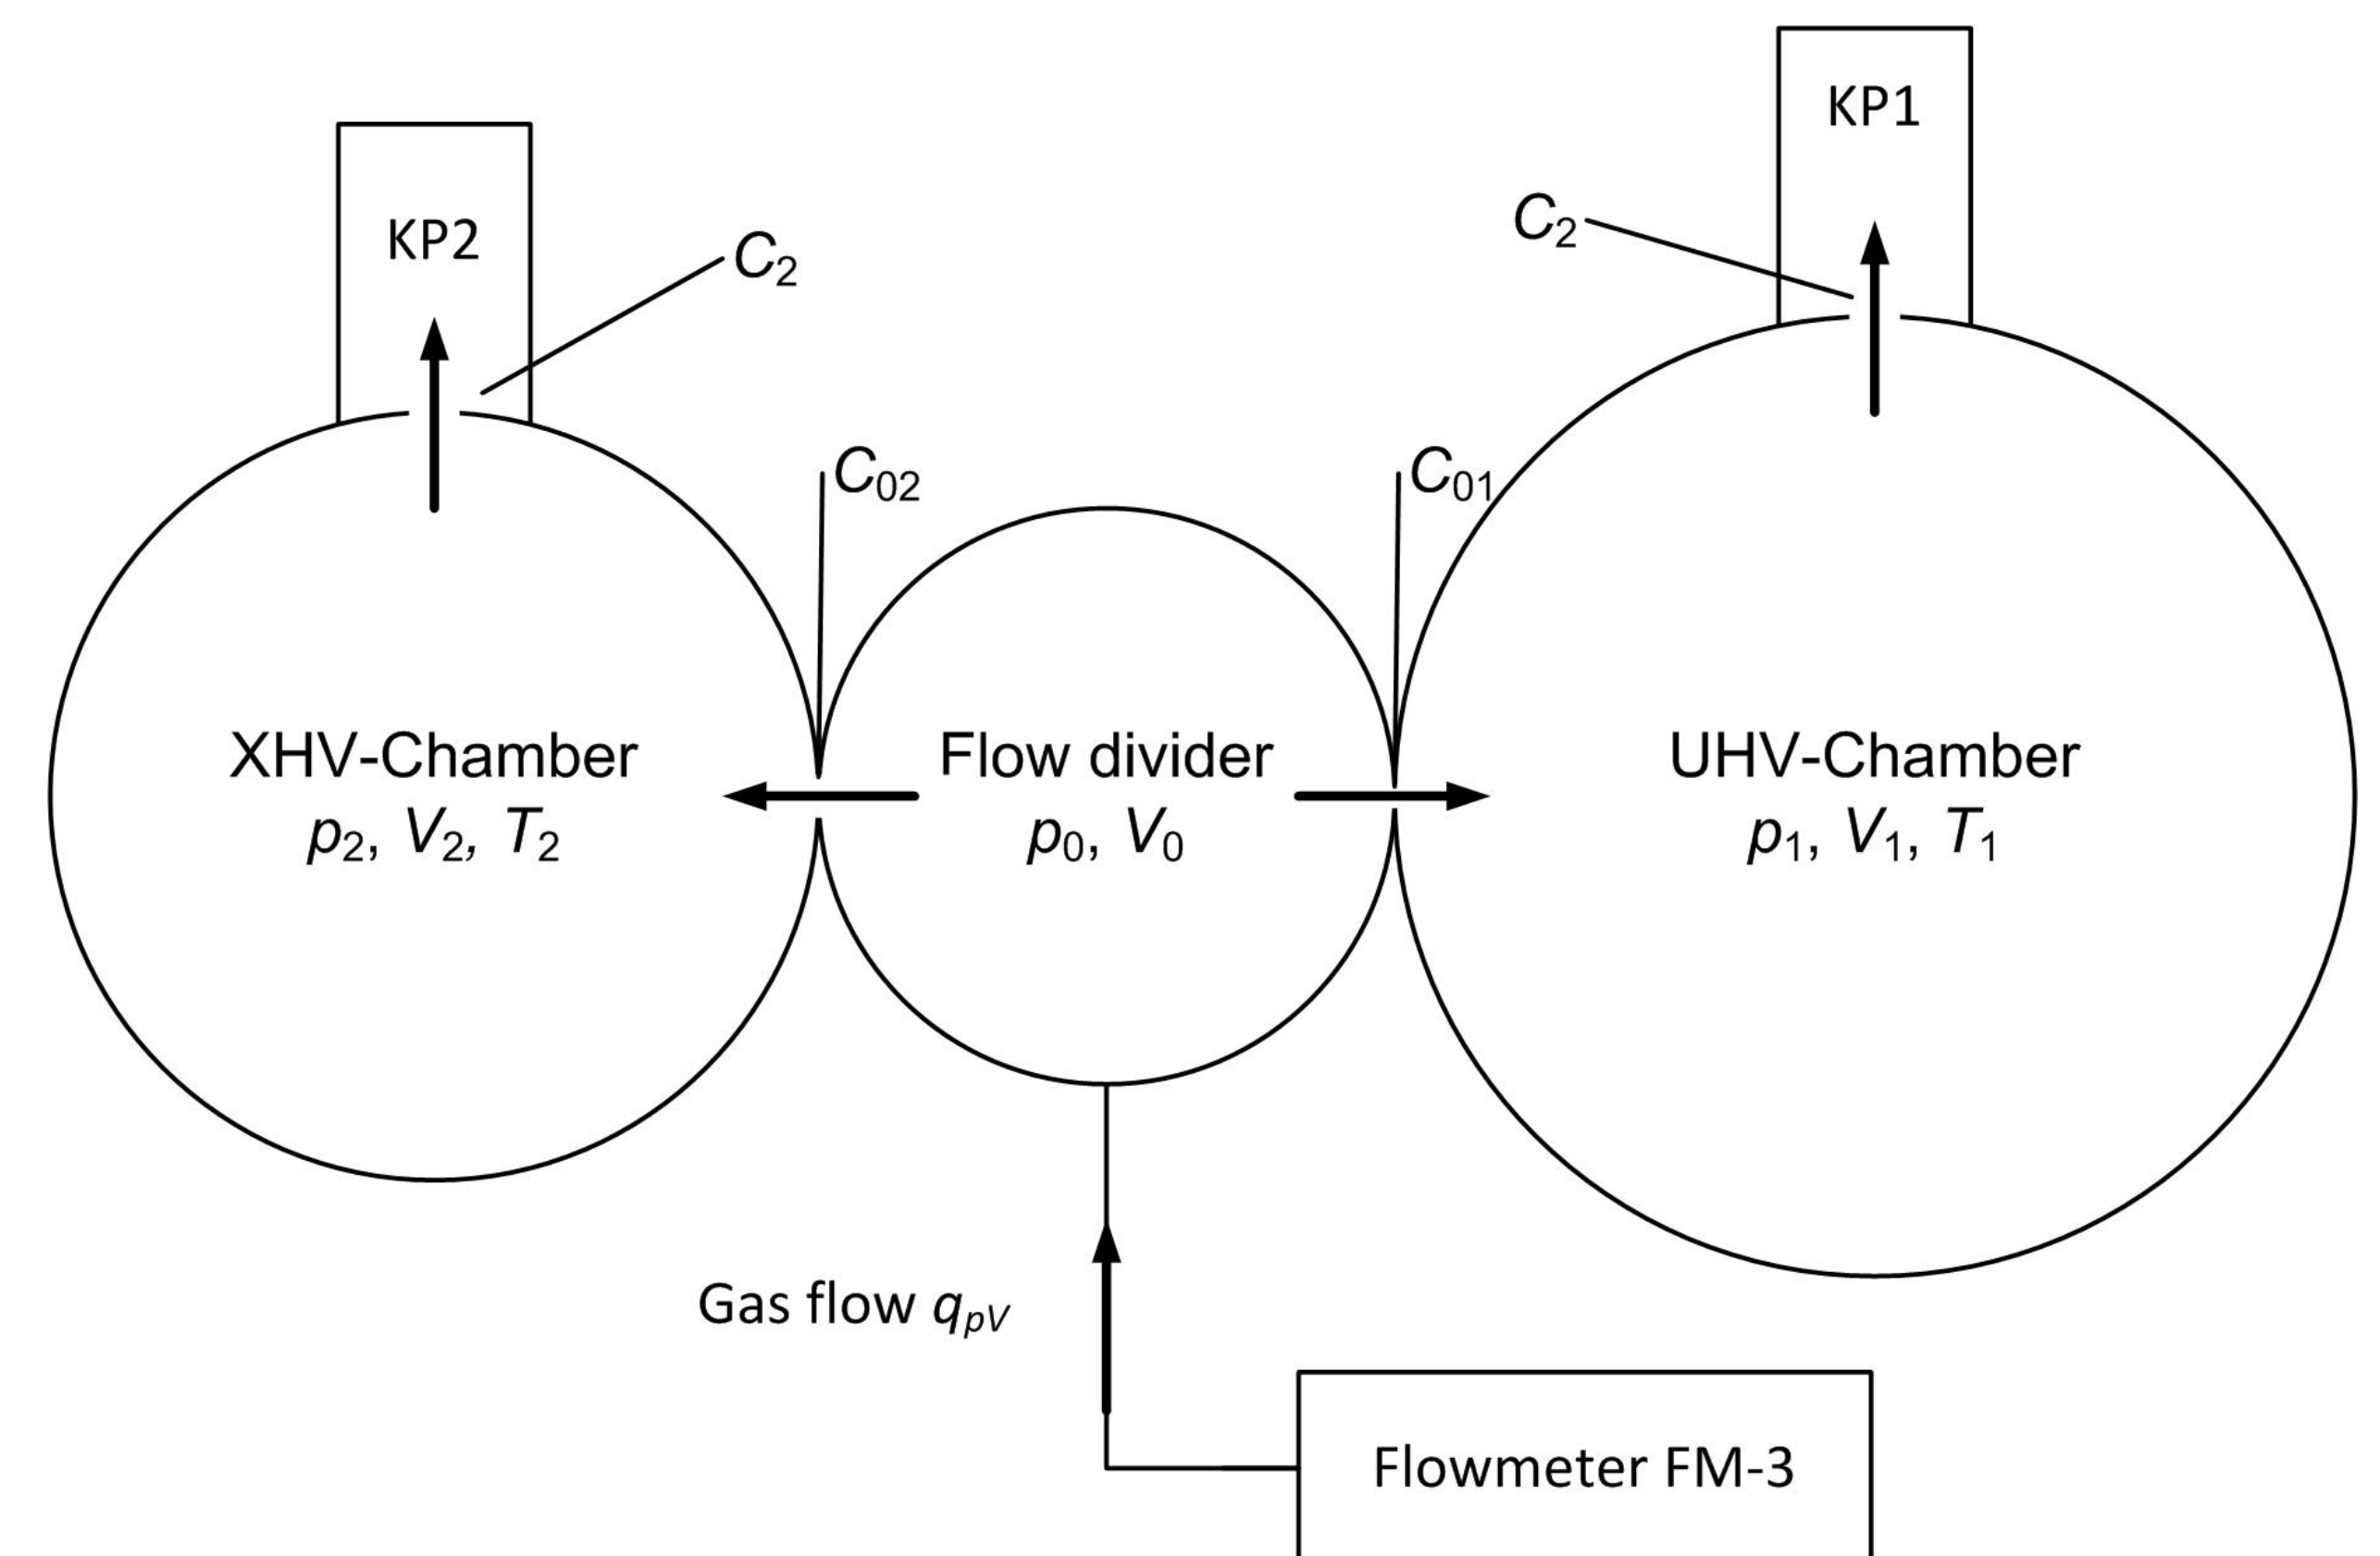 KP1
KP2
C₂
C₂
C₀₂
C₀₁
XHV-Chamber
p₂, V₂, T₂
Flow divider
p₀, V₀
UHV-Chamber
p₁, V₁, T₁
Gas flow qpV
Flowmeter FM-3